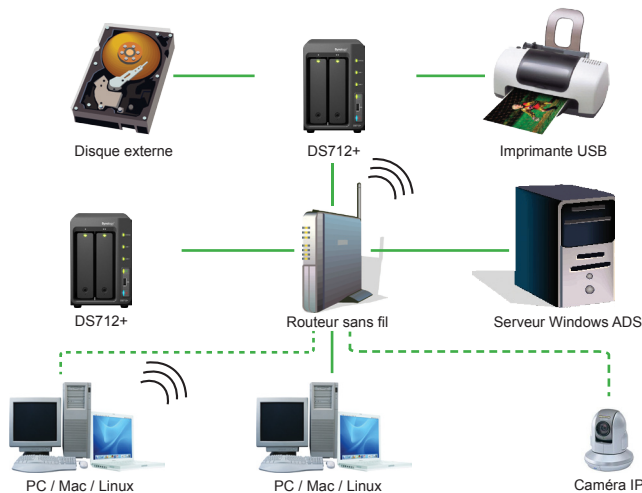 Disque externe
DS712+
Imprimante USB
DS712+
Routeur sans fil
Serveur Windows ADS
PC / Mac / Linux
PC / Mac / Linux
Caméra IP